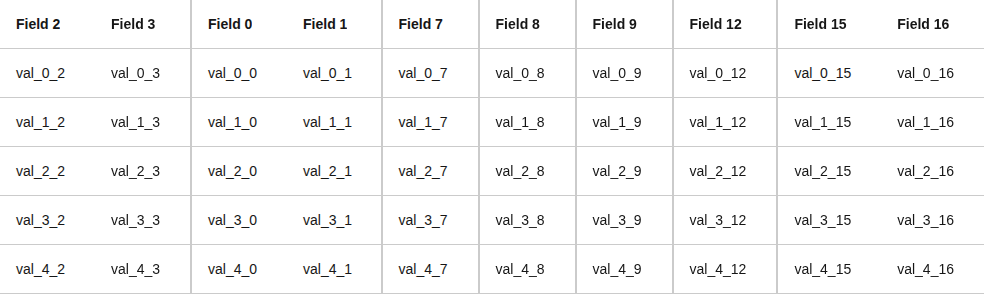 Field 2 Field 3 Field 0 Field 1 Field 7 Field 8 Field 9 Field 12 Field 15 Field 16
val_0_2 val_0_3 val_0_0 val_0_1 val_0_7 val_0_8 val_0_9 val_0_12 val_0_15 val_0_16
val_1_2 val_1_3 val_1_0 val_1_1 val_1_7 val_1_8 val_1_9 val_1_12 val_1_15 val_1_16
val_2_2 val_2_3 val_2_0 val_2_1 val_2_7 val_2_8 val_2_9 val_2_12 val_2_15 val_2_16
val_3_2 val_3_3 val_3_0 val_3_1 val_3_7 val_3_8 val_3_9 val_3_12 val_3_15 val_3_16
val_4_2 val_4_3 val_4_0 val_4_1 val_4_7 val_4_8 val_4_9 val_4_12 val_4_15 val_4_16